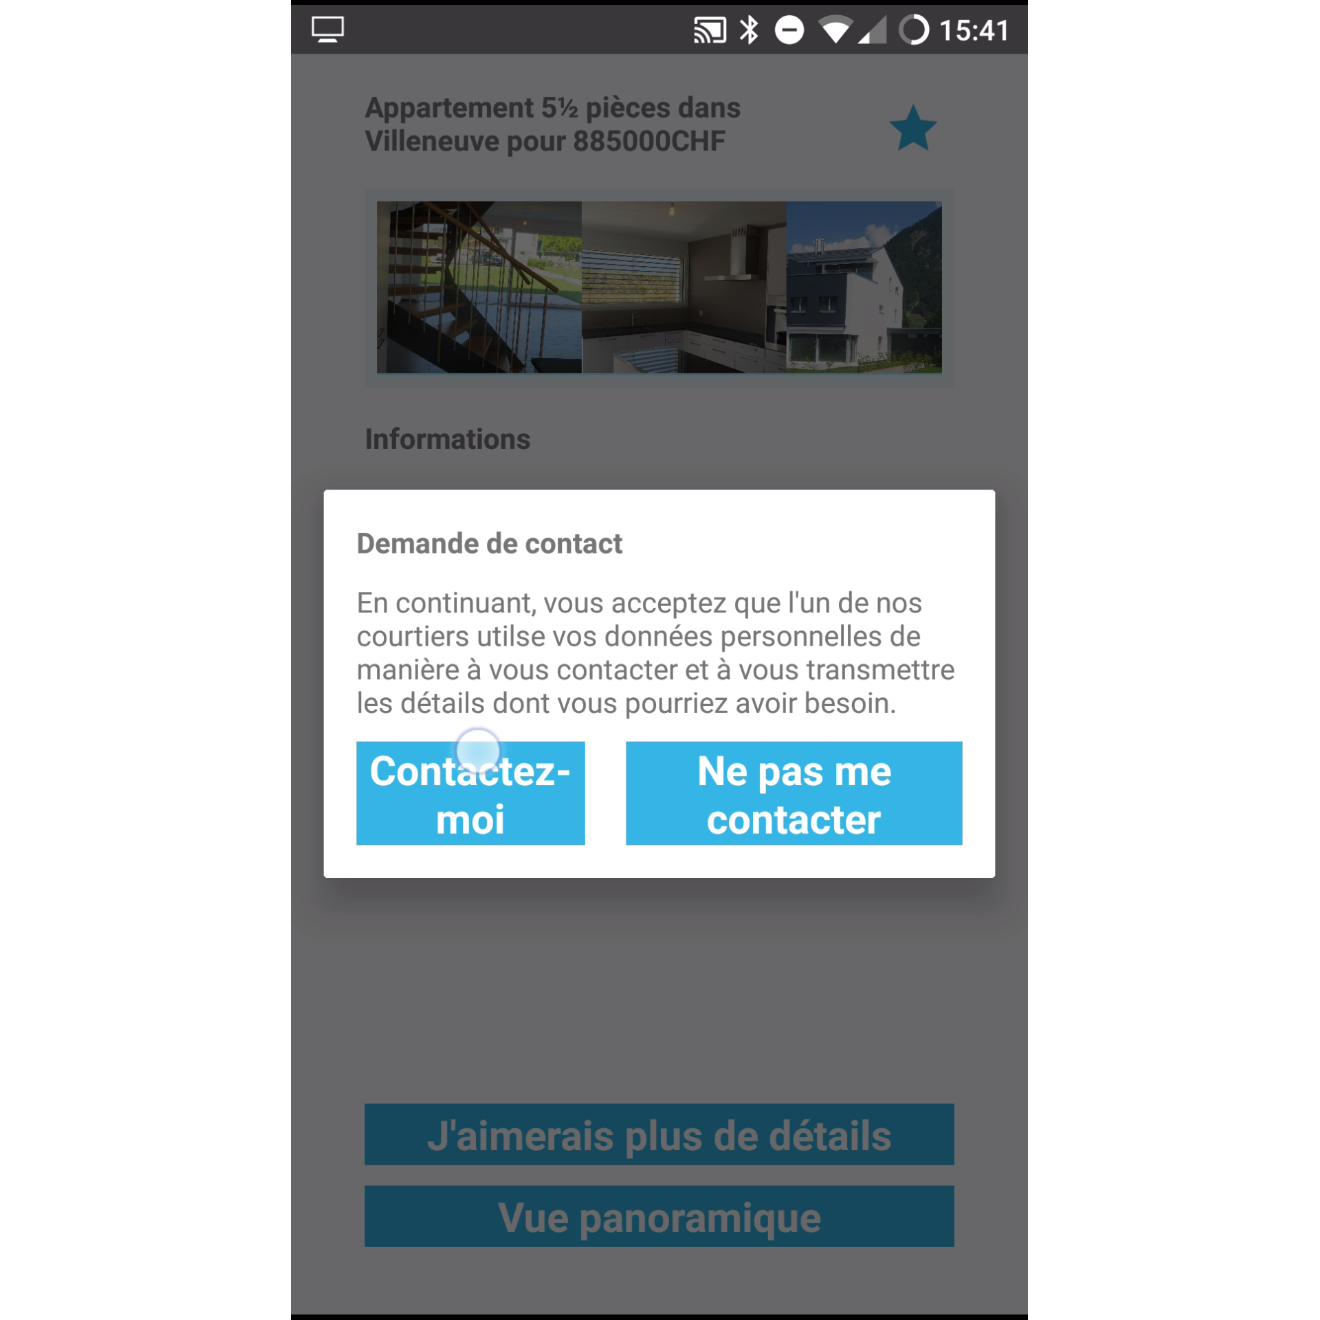 15:41
Appartement 5½ pièces dans
Villeneuve pour 885000CHF
Informations
Demande de contact
En continuant, vous acceptez que l'un de nos
courtiers utilse vos données personnelles de
manière à vous contacter et à vous transmettre
les détails dont vous pourriez avoir besoin.
Contactez-
moi
Ne pas me
contacter
J'aimerais plus de détails
Vue panoramique